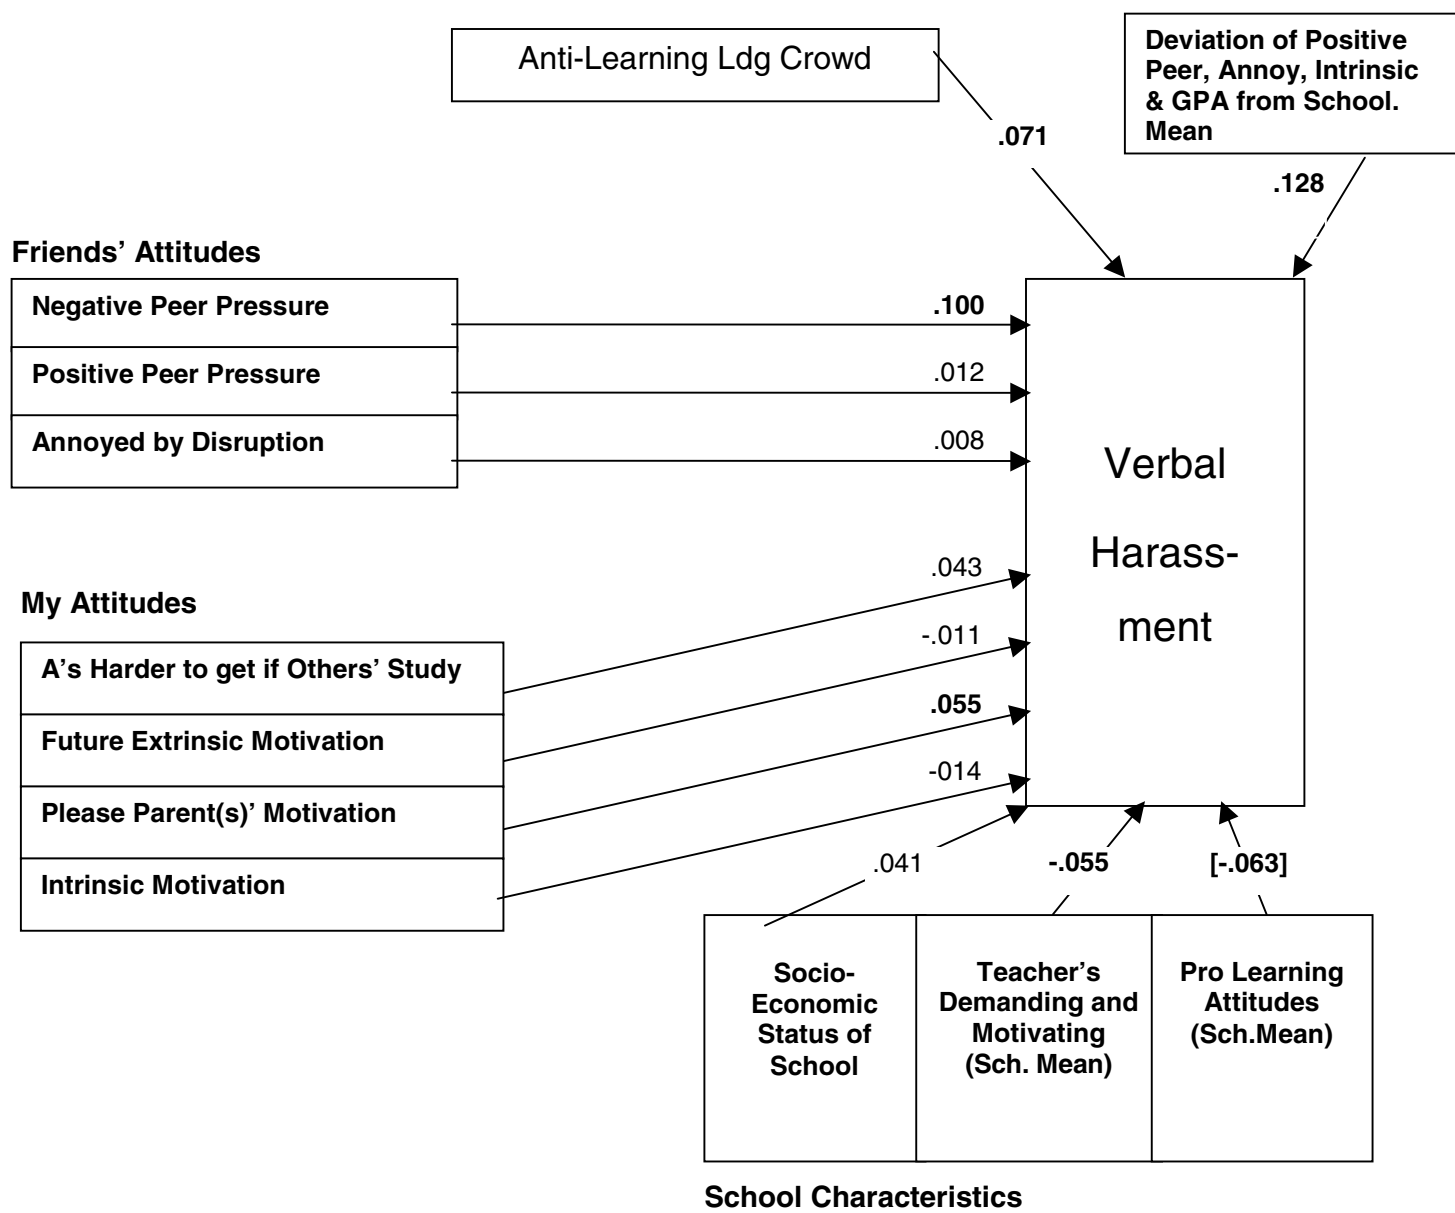 Anti-Learning Ldg Crowd
Deviation of Positive
Peer, Annoy, Intrinsic
& GPA from School.
Mean
.071
.128
Friends’ Attitudes
Negative Peer Pressure
.100
Positive Peer Pressure
.012
Annoyed by Disruption
.008
Verbal
Harass-
ment
My Attitudes
A’s Harder to get if Others’ Study
.043
Future Extrinsic Motivation
-.011
Please Parent(s)’ Motivation
.055
Intrinsic Motivation
-014
.041
-.055
[-.063]
Socio-
Economic
Status of
School
Teacher’s
Demanding and
Motivating
(Sch. Mean)
Pro Learning
Attitudes
(Sch.Mean)
School Characteristics